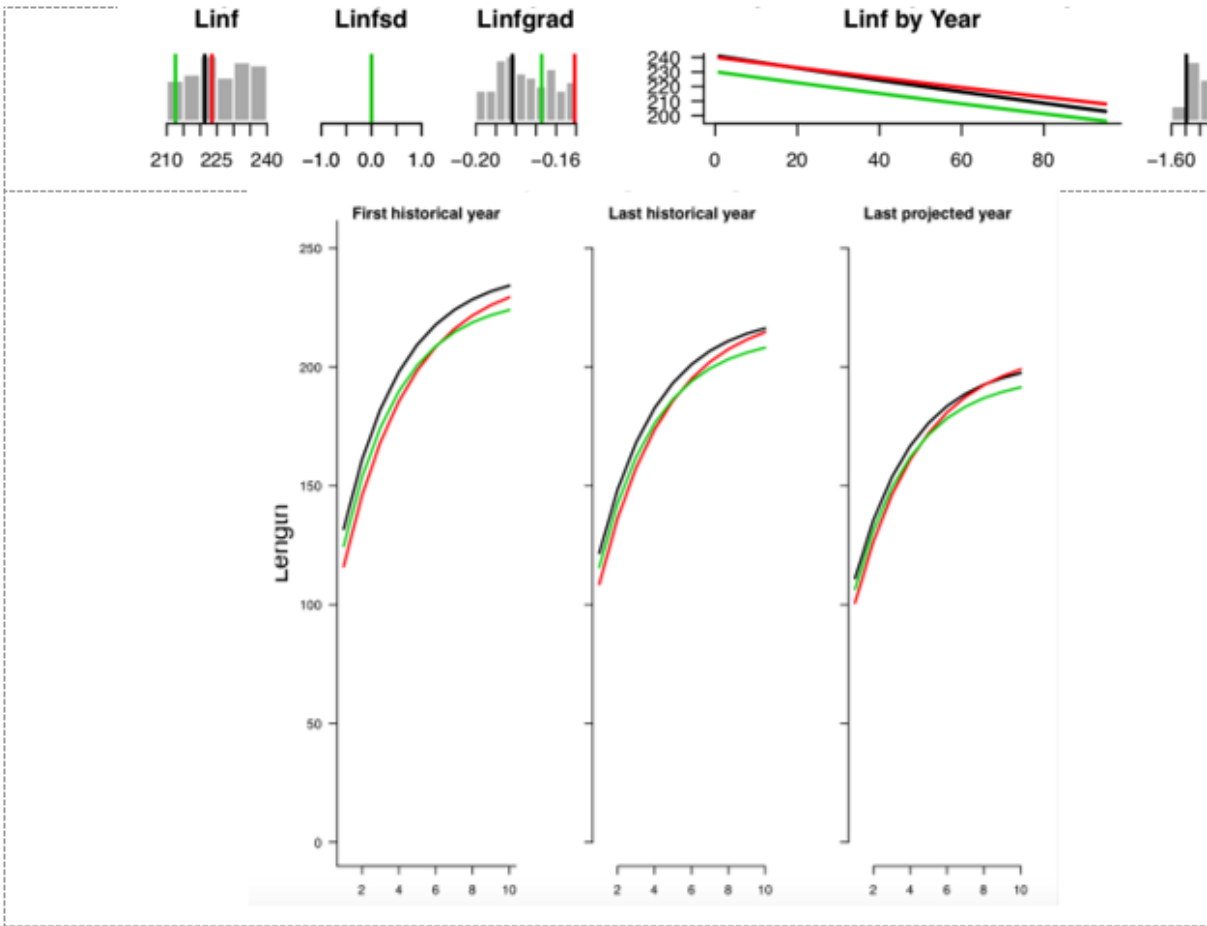 Linf Linfsd Linfgrad Linf by Year
240
230
220
210
200
210 225 240 -1.0 0.0 1.0 -0.20 -0.16 0 20 40 60 80 -1.60
First historical year Last historical year Last projected year
250
200
150
Length
100
50
0
2 4 6 8 10 2 4 6 8 10 2 4 6 8 10